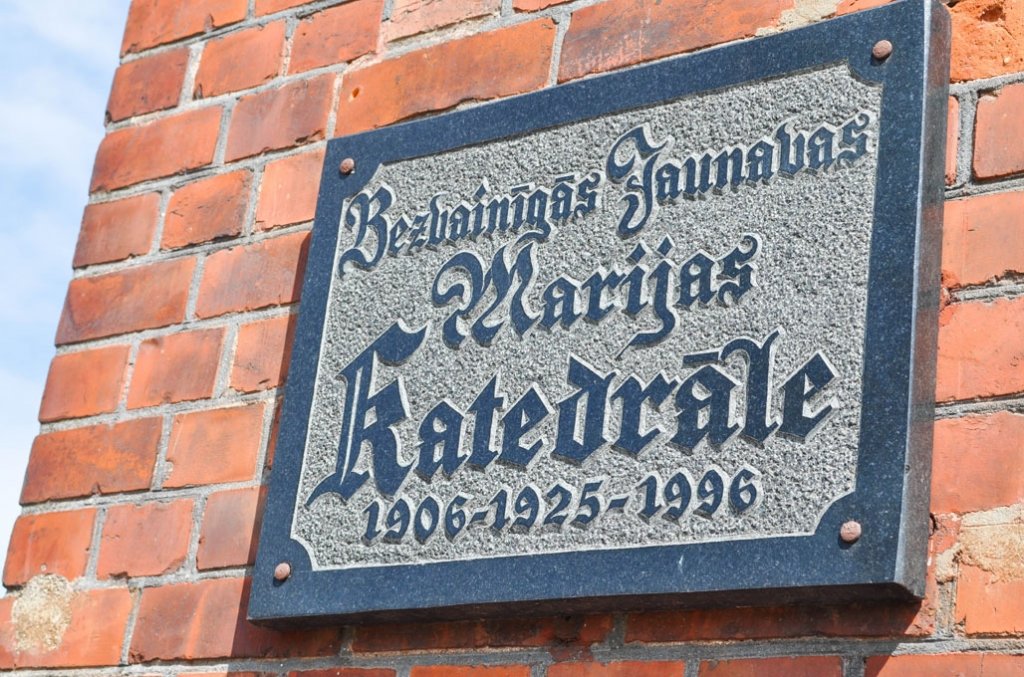 Bezvainīgās Jaunavas
Marijas
Katedrāle
1906-1925-1996